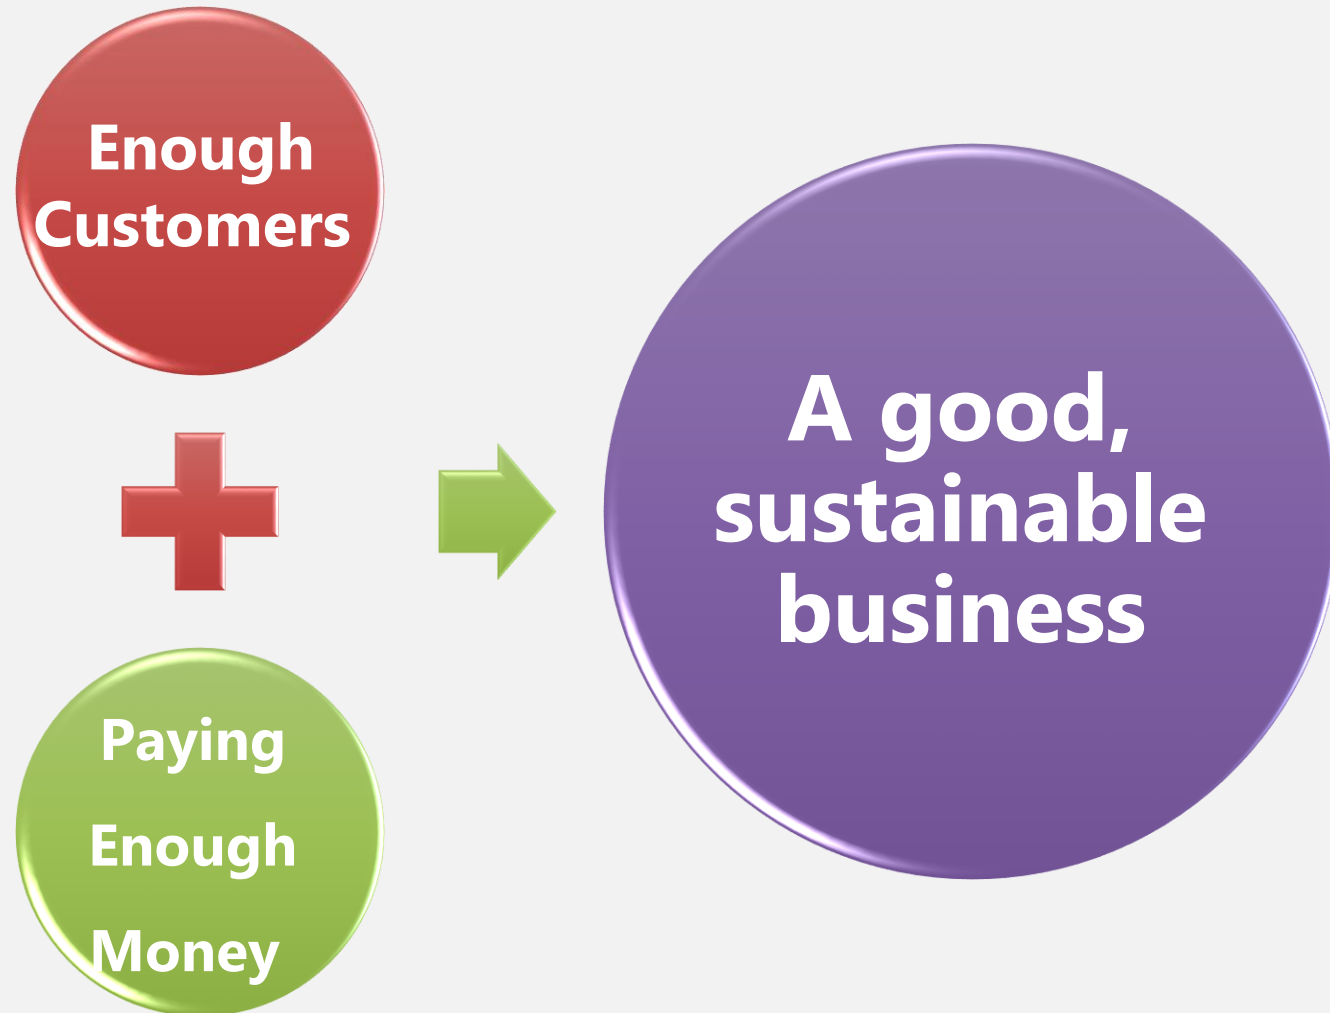 Enough
Customers
Paying
Enough
Money
A good,
sustainable
business